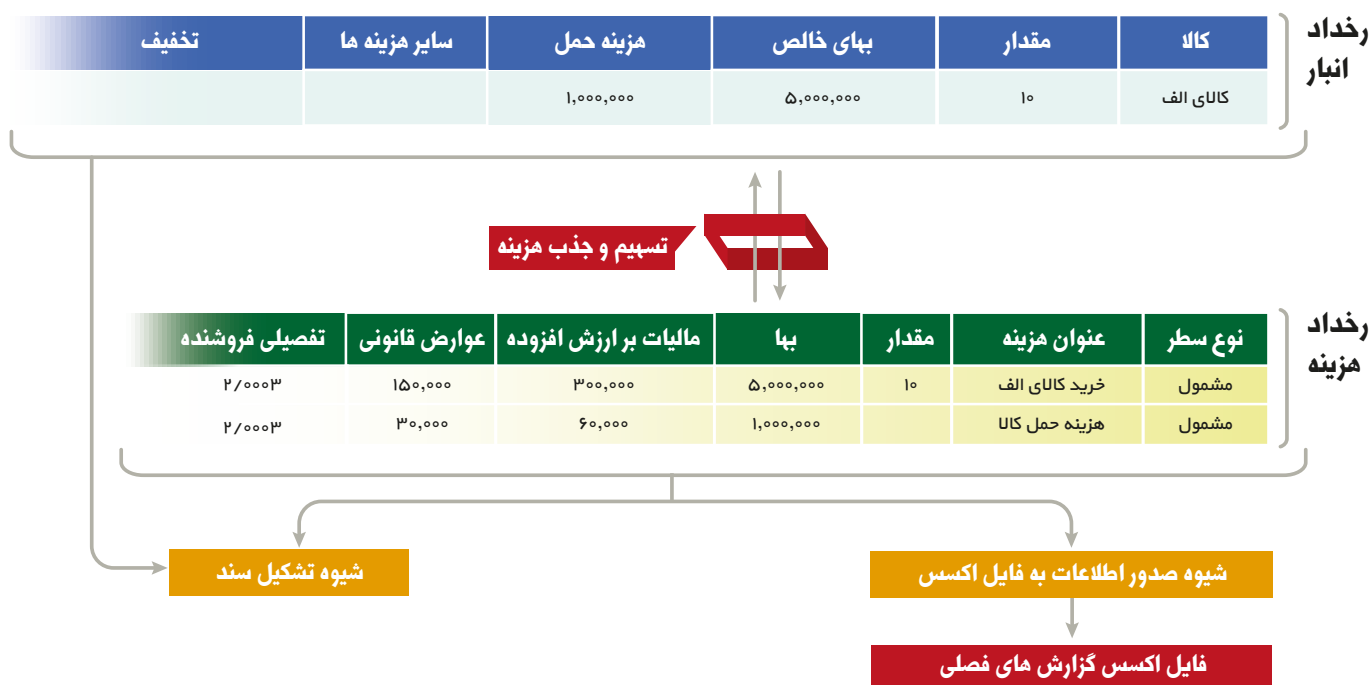 رخداد انبار
کالا مقدار بهای خالص هزینه حمل سایر هزینه ها تخفیف
کالای الف ۱۰ ۵,۰۰۰,۰۰۰ ۱,۰۰۰,۰۰۰
تسهیم و جذب هزینه
رخداد هزینه
نوع سطر عنوان هزینه مقدار بها مالیات بر ارزش افزوده عوارض قانونی تفصیلی فروشنده
مشمول خرید کالای الف ۱۰ ۵,۰۰۰,۰۰۰ ۳۰۰,۰۰۰ ۱۵۰,۰۰۰ ۲/۰۰۰۳
مشمول هزینه حمل کالا ۱,۰۰۰,۰۰۰ ۶۰,۰۰۰ ۳۰,۰۰۰ ۲/۰۰۰۳
شیوه صدور اطلاعات به فایل اکسس
شیوه تشکیل سند
فایل اکسس گزارش های فصلی